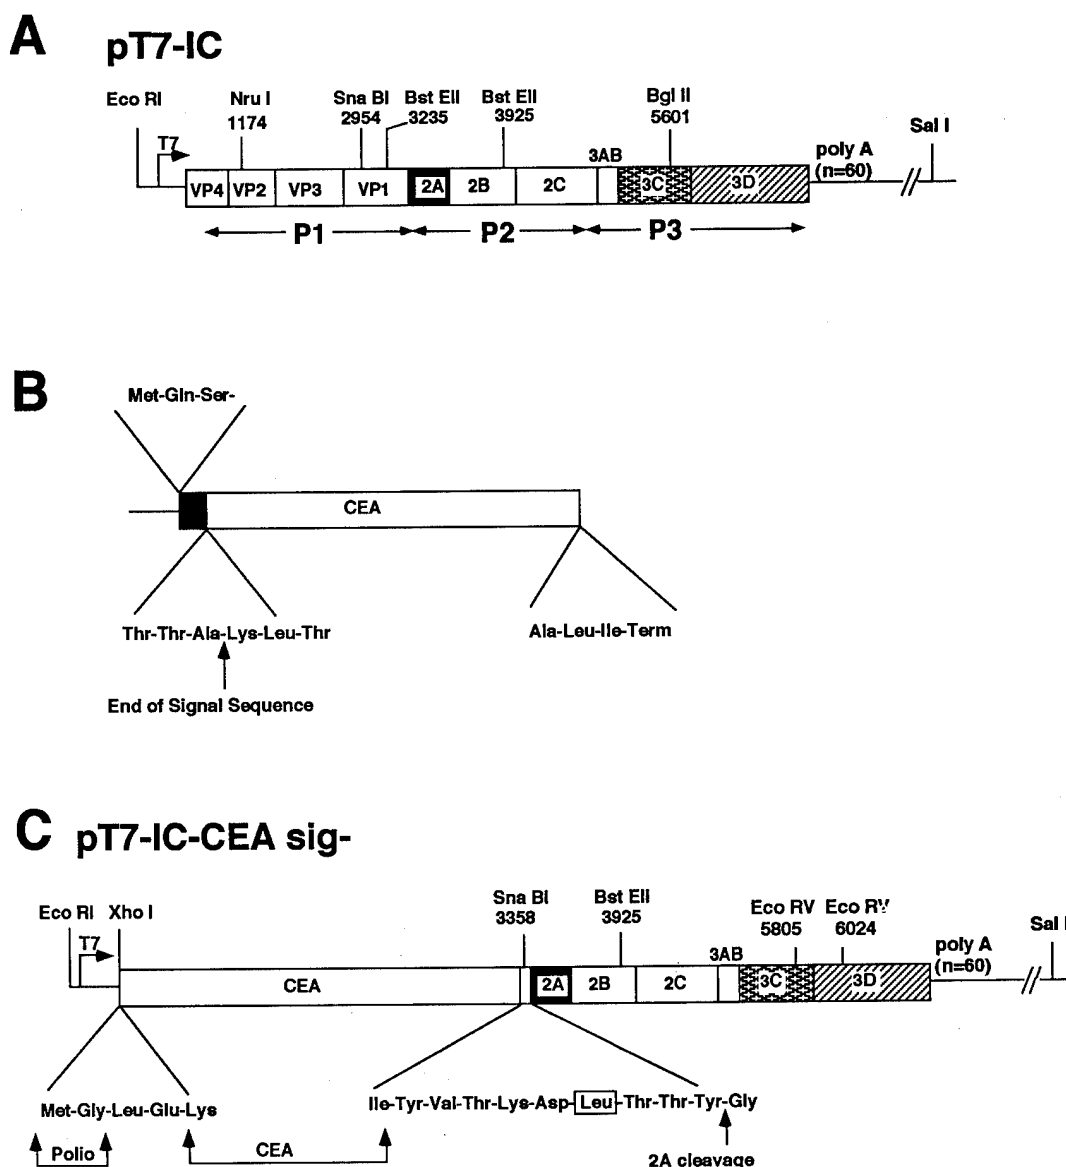 A pT7-IC
Eco RI Nru I Sna BI Bst EII Bst EII Bgl II Sal I
1174 2954 3235 3925 5601
T7 3AB poly A
(n=60)
VP4 VP2 VP3 VP1 2A 2B 2C 3C 3D
P1 P2 P3
B
Met-Gln-Ser-
CEA
Thr-Thr-Ala-Lys-Leu-Thr Ala-Leu-Ile-Term
End of Signal Sequence
C pT7-IC-CEA sig-
Eco RI Xho I Sna BI Bst EII Eco RV Eco RV Sal I
3358 3925 5805 6024
T7 3AB poly A
(n=60)
CEA 2A 2B 2C 3C 3D
Met-Gly-Leu-Glu-Lys Ile-Tyr-Val-Thr-Lys-Asp-Leu-Thr-Thr-Tyr-Gly
Polio CEA 2A cleavage